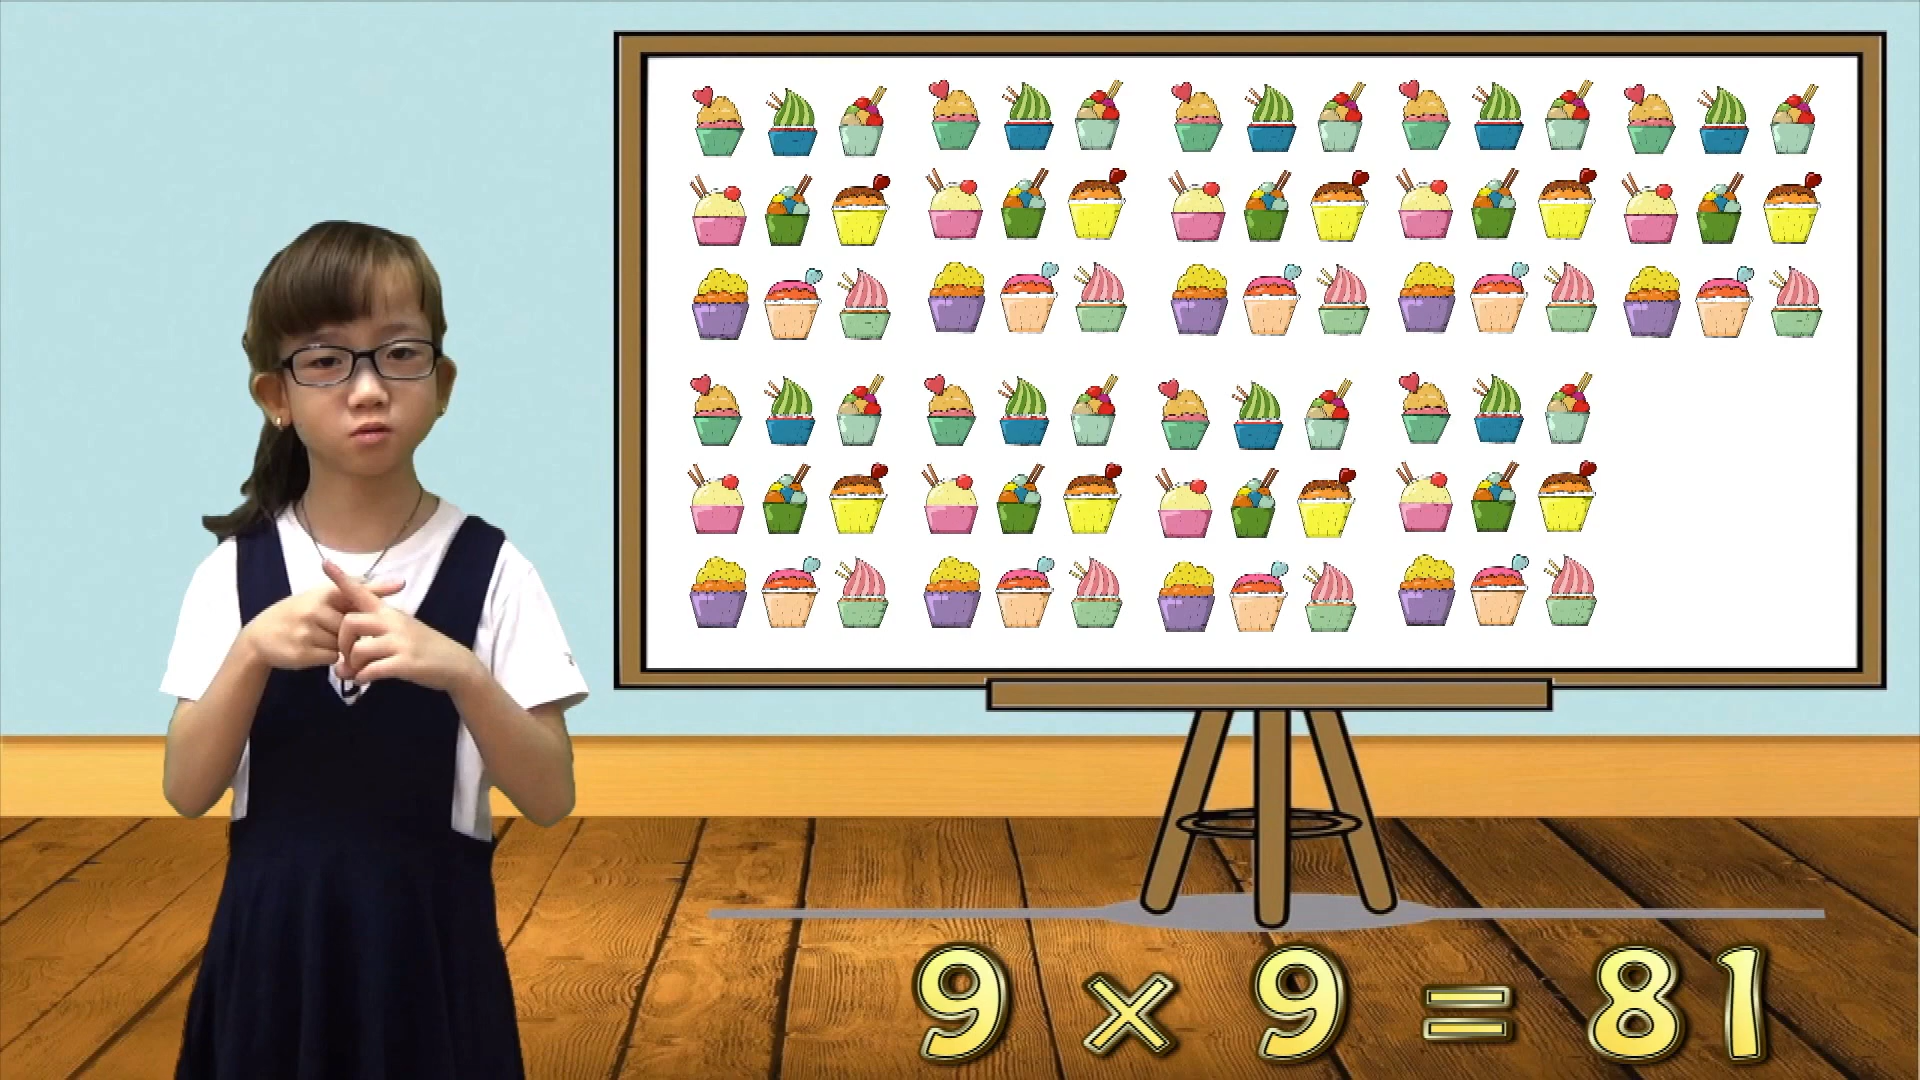 9 × 9 = 81